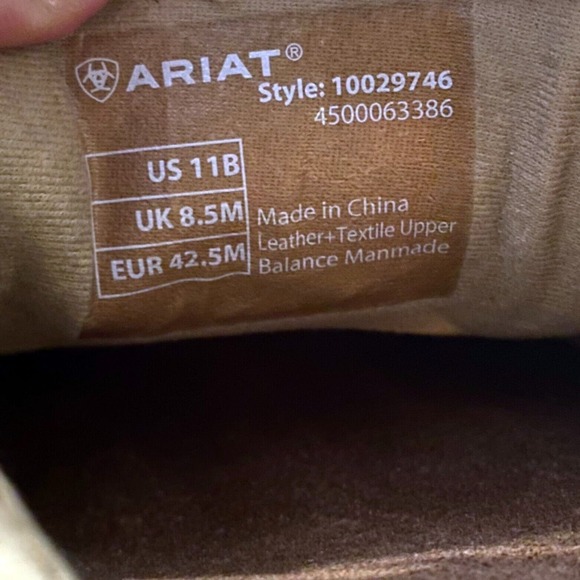 ARIAT®
Style: 10029746
4500063386
US 11B
UK 8.5M
EUR 42.5M
Made in China
Leather+Textile Upper
Balance Manmade